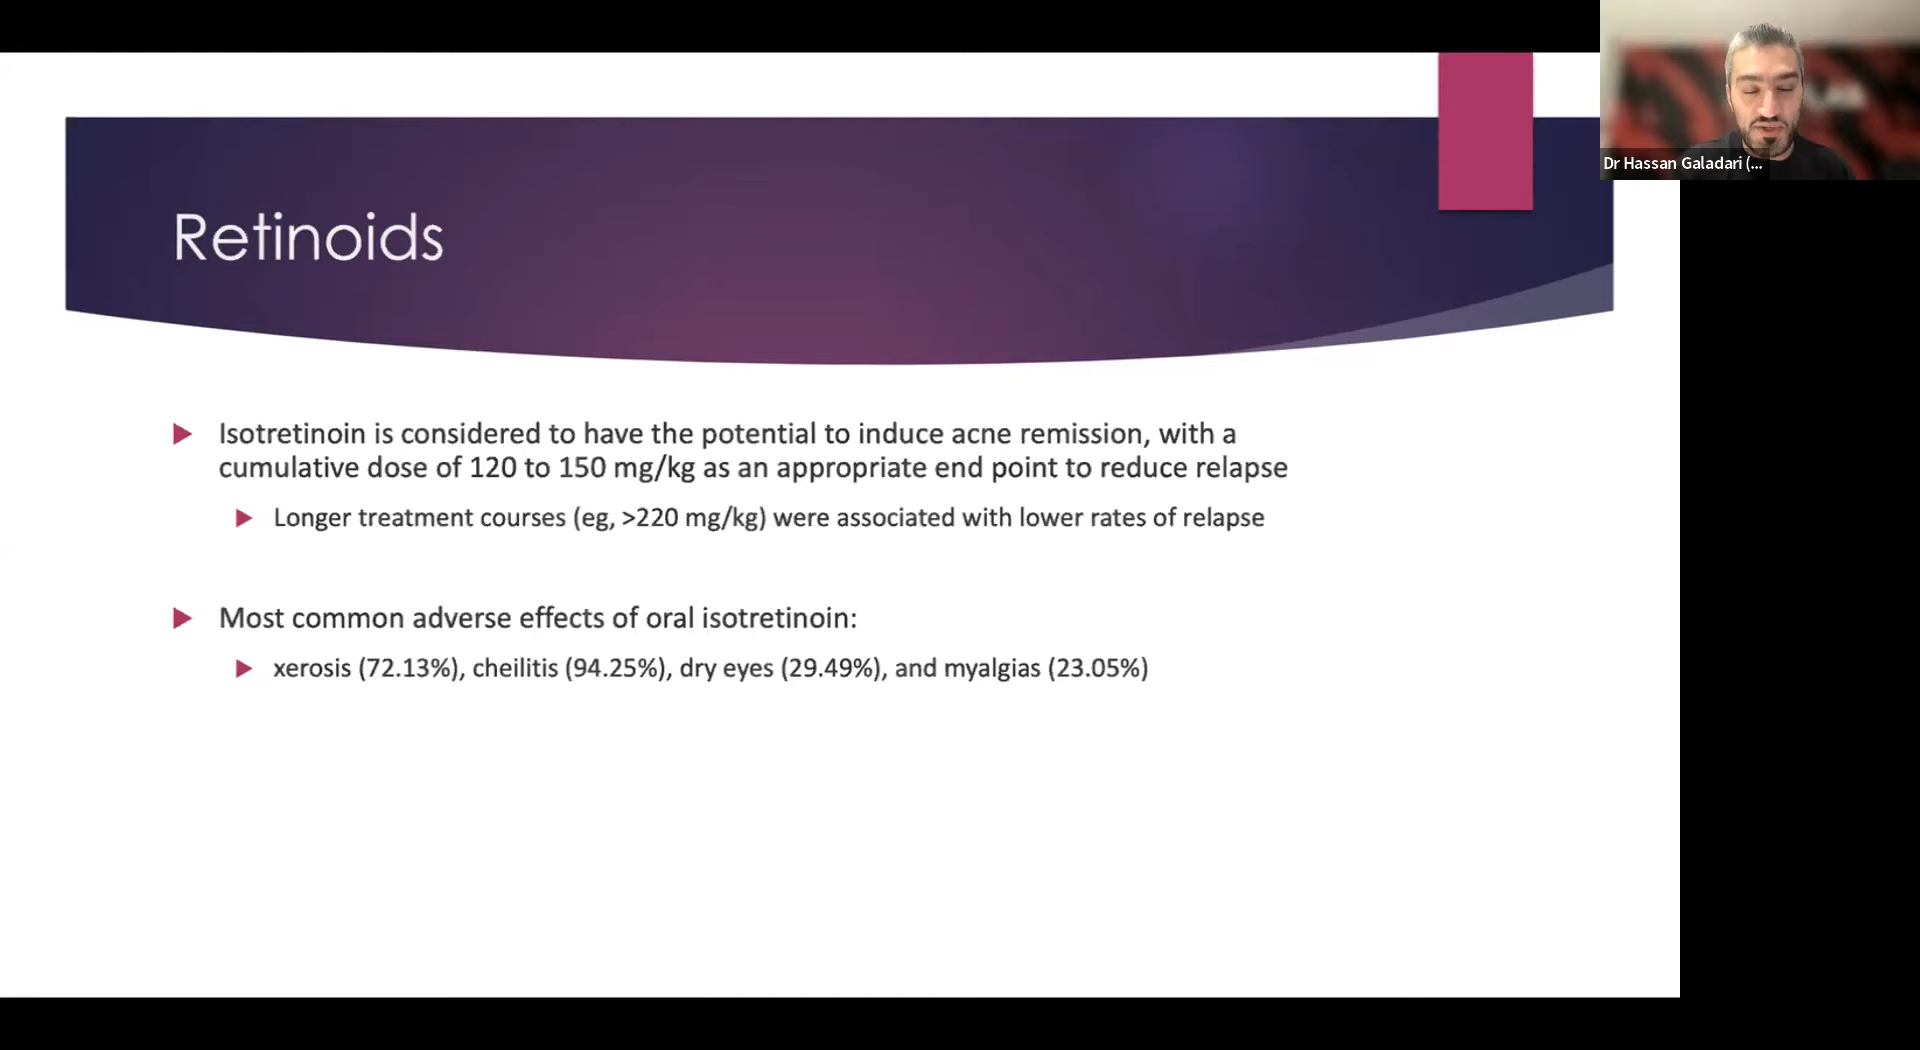 Retinoids
Isotretinoin is considered to have the potential to induce acne remission, with a
cumulative dose of 120 to 150 mg/kg as an appropriate end point to reduce relapse
Longer treatment courses (eg, >220 mg/kg) were associated with lower rates of relapse
Most common adverse effects of oral isotretinoin:
xerosis (72.13%), cheilitis (94.25%), dry eyes (29.49%), and myalgias (23.05%)
Dr Hassan Galadari (...